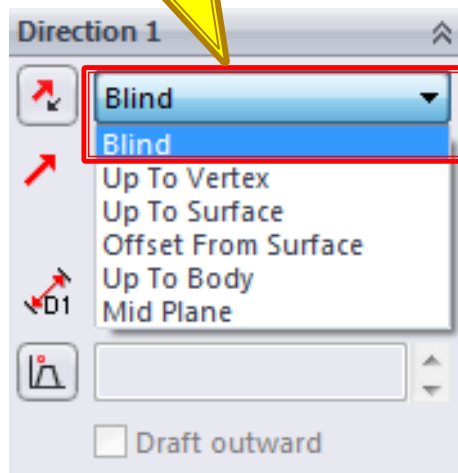 Direction 1
Blind
Blind
Up To Vertex
Up To Surface
Offset From Surface
Up To Body
Mid Plane
D1
Draft outward